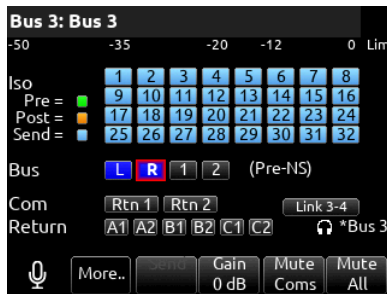 Bus 3: Bus 3
-50 -35 -20 -12 0 Lim
Iso 1 2 3 4 5 6 7 8
Pre = 9 10 11 12 13 14 15 16
Post = 17 18 19 20 21 22 23 24
Send = 25 26 27 28 29 30 31 32
Bus L R 1 2 (Pre-NS)
Com Rtn 1 Rtn 2 Link 3-4
Return A1 A2 B1 B2 C1 C2 *Bus 3
More.. Send Gain 0 dB Mute Coms Mute All